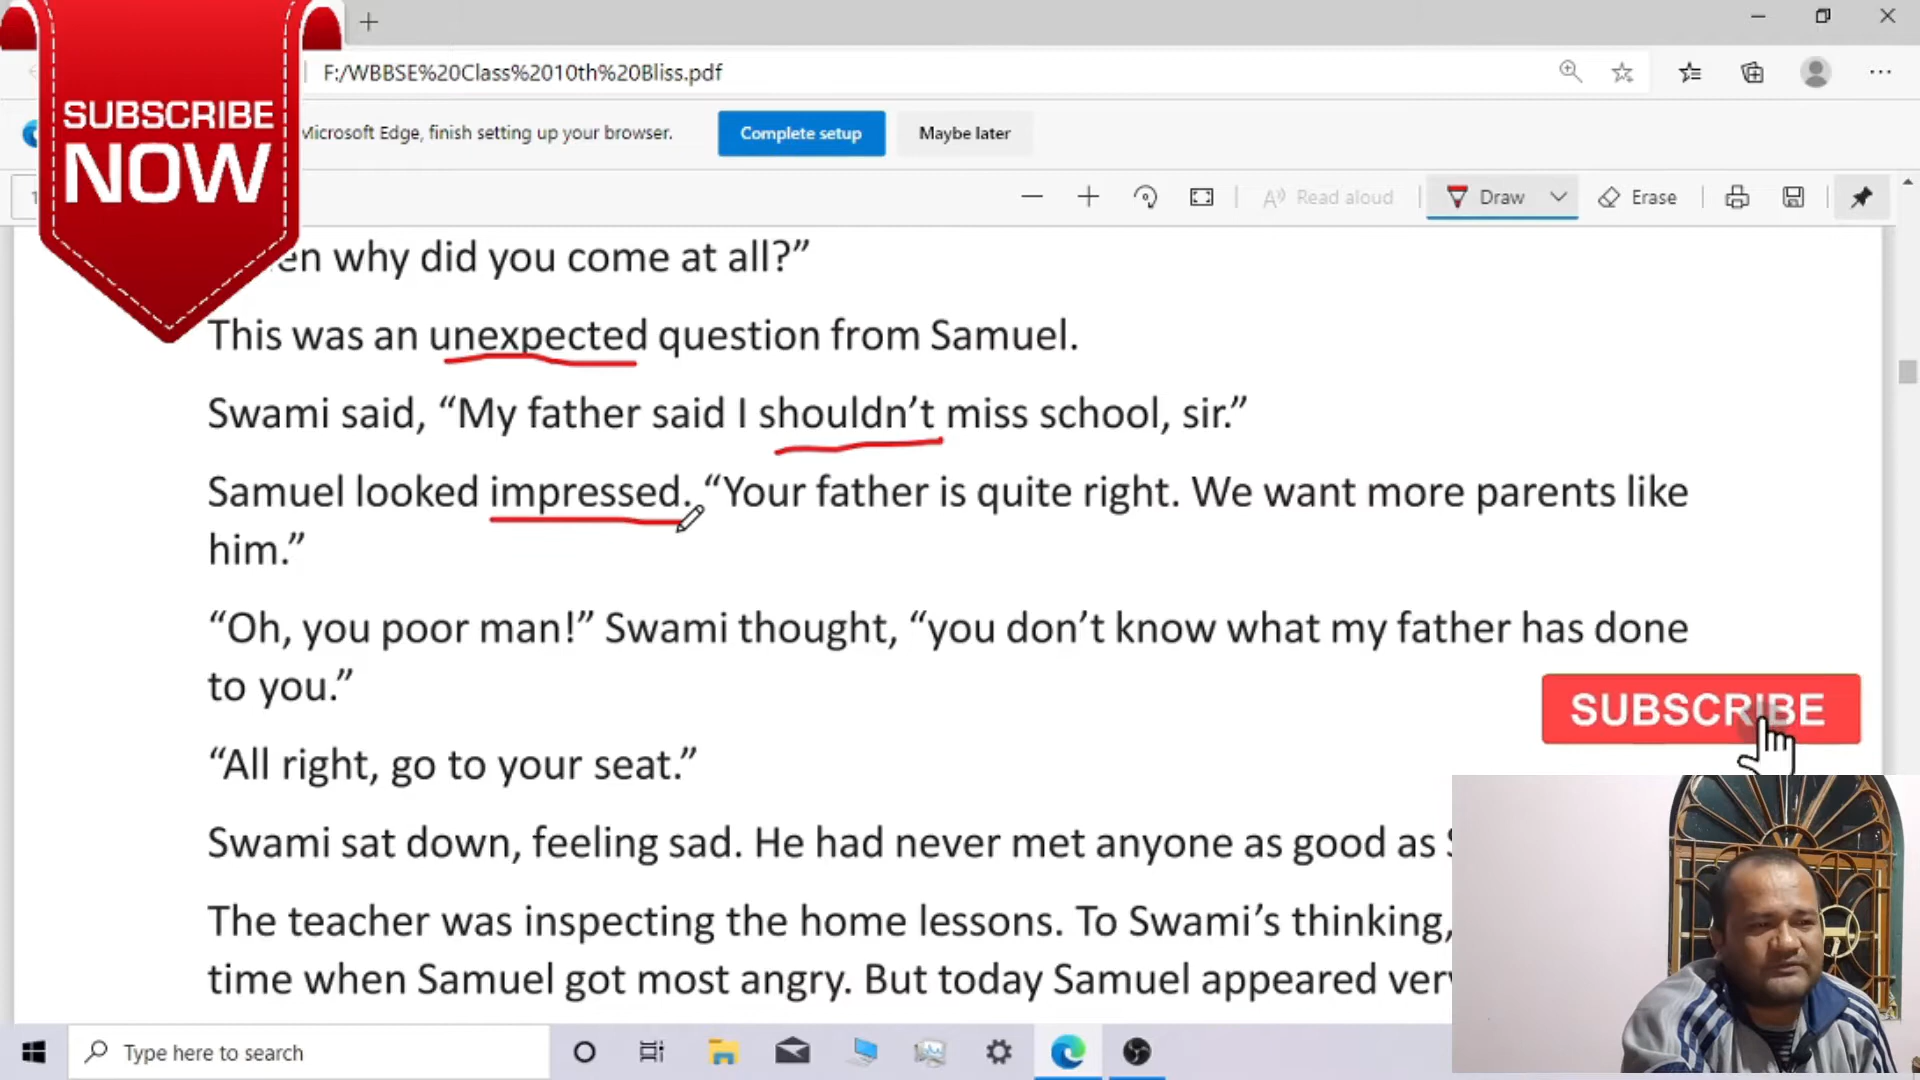 SUBSCRIBE
NOW
F:/WBBSE%20Class%2010th%20Bliss.pdf
Microsoft Edge, finish setting up your browser.
Complete setup
Maybe later
Read aloud
Draw
Erase
why did you come at all?”
This was an unexpected question from Samuel.
Swami said, “My father said I shouldn’t miss school, sir.”
Samuel looked impressed. “Your father is quite right. We want more parents like
him.”
“Oh, you poor man!” Swami thought, “you don’t know what my father has done
to you.”
SUBSCRIBE
“All right, go to your seat.”
Swami sat down, feeling sad. He had never met anyone as good as
The teacher was inspecting the home lessons. To Swami’s thinking,
time when Samuel got most angry. But today Samuel appeared
Type here to search